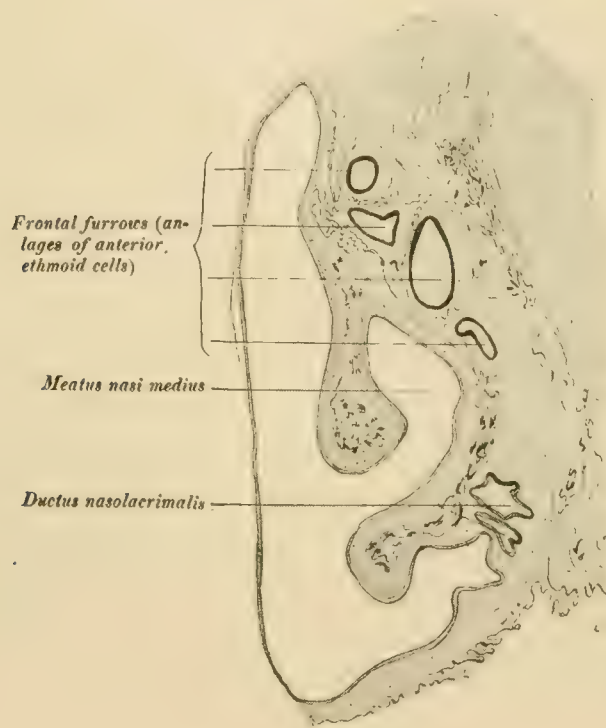 Frontal furrows (an-
lages of anterior.
ethmoid cells)
Meatus nasi medius
Ductus nasolacrimalis